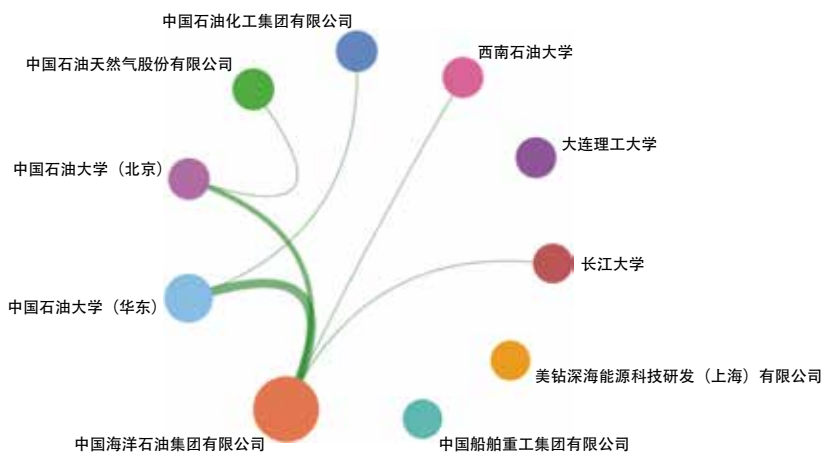 中国石油化工集团有限公司
西南石油大学
中国石油天然气股份有限公司
大连理工大学
中国石油大学（北京）
长江大学
中国石油大学（华东）
美钻深海能源科技研发（上海）有限公司
中国海洋石油集团有限公司
中国船舶重工集团有限公司